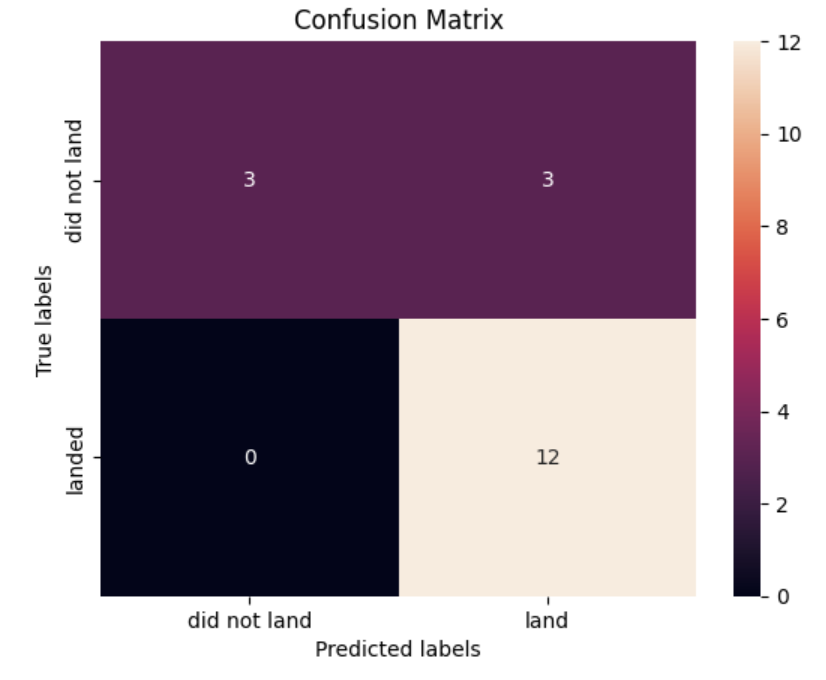 Confusion Matrix
True labels
did not land
landed
3
3
0
12
did not land
land
Predicted labels
12
10
8
6
4
2
0